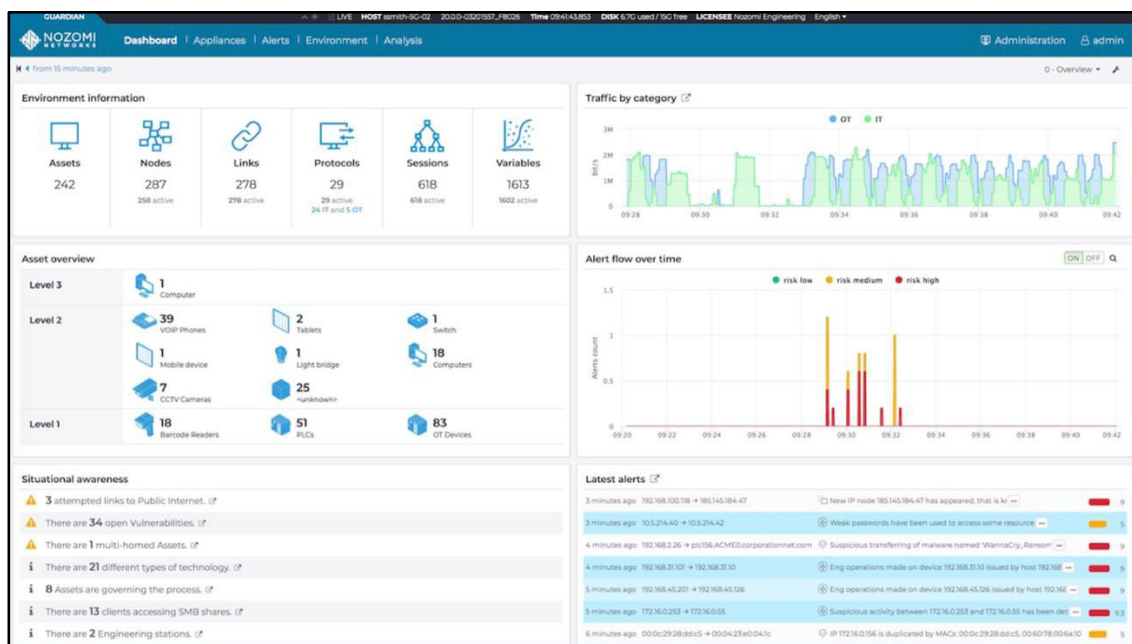 GUARDIAN
LIVE HOST ssmith-SG-02 20.0.0-03201557_F8026 Time 09:41:43.853 DISK 6.7G used / 15G free LICENSEE Nozomi Engineering English
NOZOMI NETWORKS
Dashboard | Appliances | Alerts | Environment | Analysis
Administration admin
from 15 minutes ago
0 - Overview
Environment information
Assets Nodes Links Protocols Sessions Variables
242 287 278 29 618 1613
258 active 278 active 29 active 618 active 1602 active
24 IT and 5 OT
Traffic by category
OT IT
bit/s
3M
2M
1M
0
09:28 09:30 09:32 09:34 09:36 09:38 09:40 09:42
Asset overview
Level 3
1 Computer
Level 2
39 VOIP Phones
2 Tablets
1 Switch
1 Mobile device
1 Light bridge
18 Computers
7 CCTV Cameras
25 <unknown>
Level 1
18 Barcode Readers
51 PLCs
83 OT Devices
Alert flow over time
ON OFF
risk low risk medium risk high
Alerts count
1.5
1
0.5
0
09:20 09:22 09:24 09:26 09:28 09:30 09:32 09:34 09:36 09:38 09:40 09:42
Situational awareness
3 attempted links to Public Internet.
There are 34 open Vulnerabilities.
There are 1 multi-homed Assets.
There are 21 different types of technology.
8 Assets are governing the process.
There are 13 clients accessing SMB shares.
There are 2 Engineering stations.
Latest alerts
3 minutes ago 192.168.100.118 → 185.145.184.47 New IP node 185.145.184.47 has appeared, that is k 9
3 minutes ago 10.5.214.40 → 10.5.214.42 Weak passwords have been used to access some resource 5
4 minutes ago 192.168.2.26 → plc156.ACME0.corporationnet.com Suspicious transferring of malware named 'WannaCry_Ransom 9
4 minutes ago 192.168.31.101 → 192.168.31.10 Eng operations made on device 192.168.31.10 issued by host 192.168 9
5 minutes ago 192.168.45.201 → 192.168.45.126 Eng operations made on device 192.168.45.126 issued by host 192.168 9
5 minutes ago 172.16.0.253 → 172.16.0.55 Suspicious activity between 172.16.0.253 and 172.16.0.55 has been det 9.3
6 minutes ago 00:0c:29:28:dd:c5 → 00:04:23:e0:04:1c IP 172.16.0.156 is duplicated by MACs: 00:0c:29:28:dd:c5, 00:60:78:00:6a:10 5